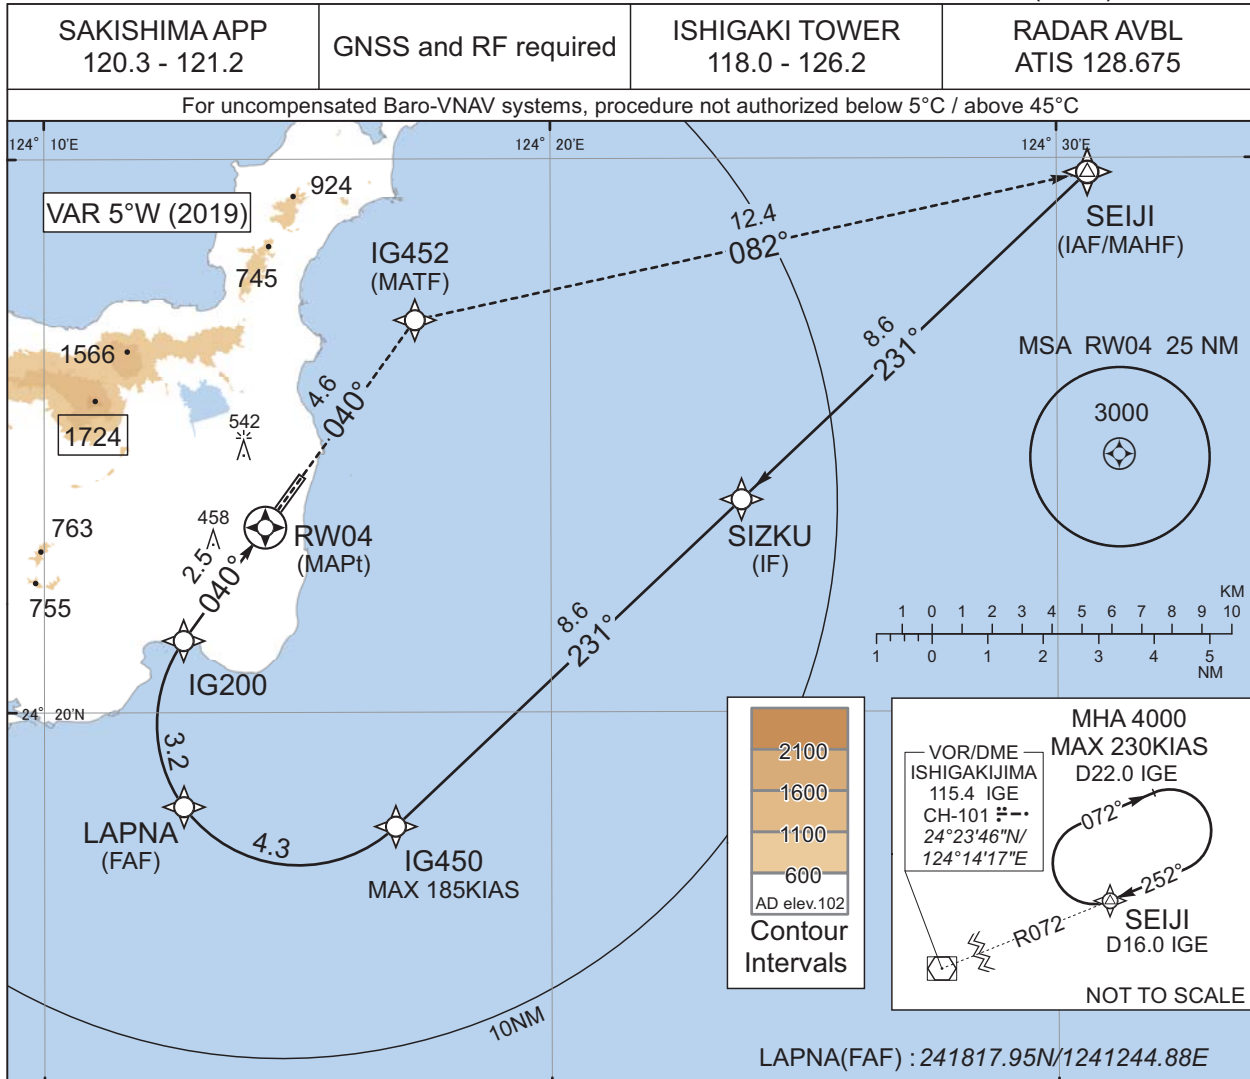 SAKISHIMA APP
120.3 - 121.2
GNSS and RF required
ISHIGAKI TOWER
118.0 - 126.2
RADAR AVBL
ATIS 128.675
For uncompensated Baro-VNAV systems, procedure not authorized below 5°C / above 45°C
124° 10'E
124° 20'E
124° 30'E
VAR 5°W (2019)
924
745
IG452
(MATF)
12.4
082°
SEIJI
(IAF/MAHF)
1566
1724
542
4.6
040°
8.6
231°
MSA RW04 25 NM
3000
763
755
458
RW04
(MAPt)
2.5
040°
SIZKU
(IF)
8.6
231°
IG200
24° 20'N
3.2
LAPNA
(FAF)
4.3
IG450
MAX 185KIAS
10NM
KM
1 0 1 2 3 4 5 6 7 8 9 10
1 0 1 2 3 4 5
NM
2100
1600
1100
600
AD elev.102
Contour
Intervals
VOR/DME
ISHIGAKIJIMA
115.4 IGE
CH-101
24°23'46"N/
124°14'17"E
MHA 4000
MAX 230KIAS
D22.0 IGE
072°
252°
R072
SEIJI
D16.0 IGE
NOT TO SCALE
LAPNA(FAF) : 241817.95N/1241244.88E